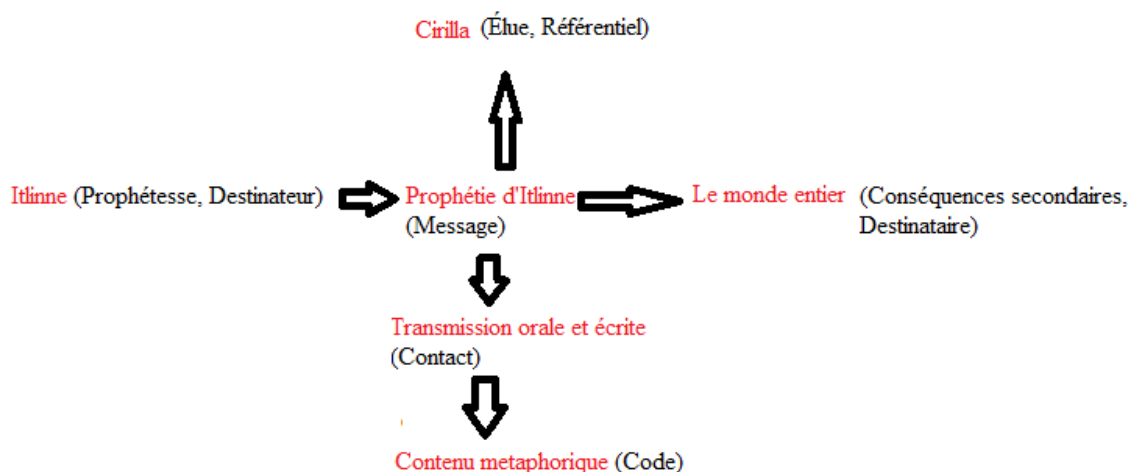 Cirilla (Élue, Référentiel)
Itlinne (Prophétesse, Destinateur)
Prophétie d'Itlinne
(Message)
Le monde entier (Conséquences secondaires,
Destinataire)
Transmission orale et écrite
(Contact)
Contenu metaphorique (Code)